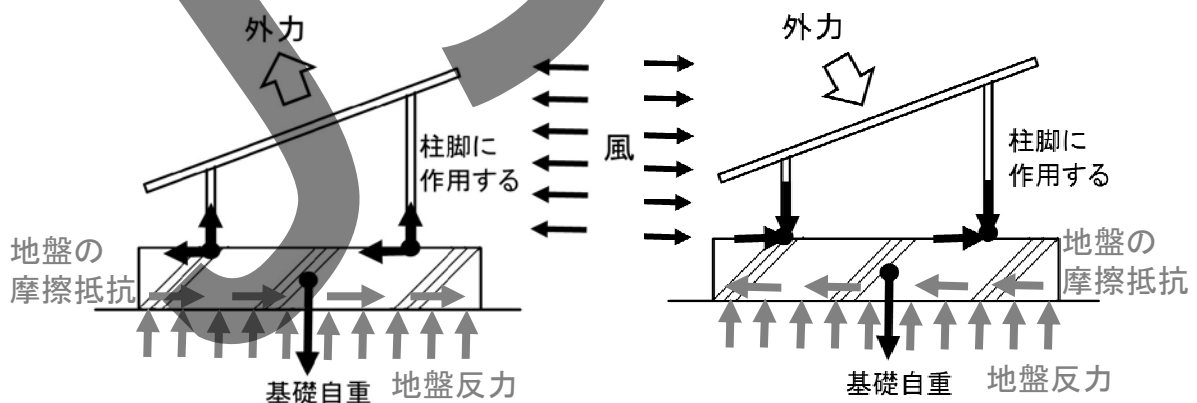 外力
柱脚に
作用する
地盤の
摩擦抵抗
基礎自重
地盤反力
風
外力
柱脚に
作用する
地盤の
摩擦抵抗
基礎自重
地盤反力